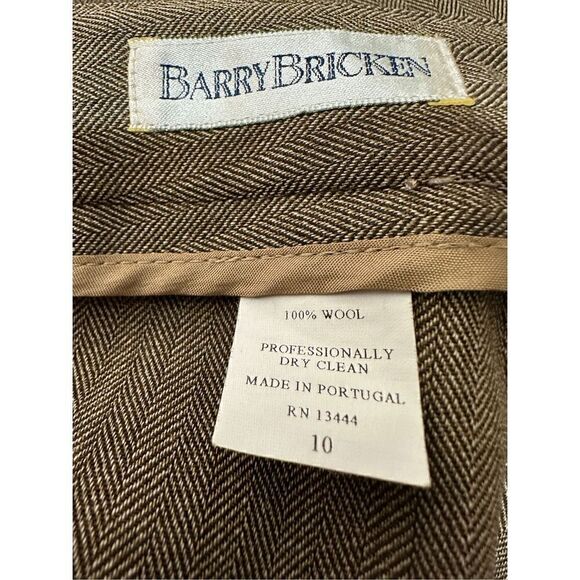 BARRYBRICKEN
100% WOOL
PROFESSIONALLY
DRY CLEAN
MADE IN PORTUGAL
RN 13444
10